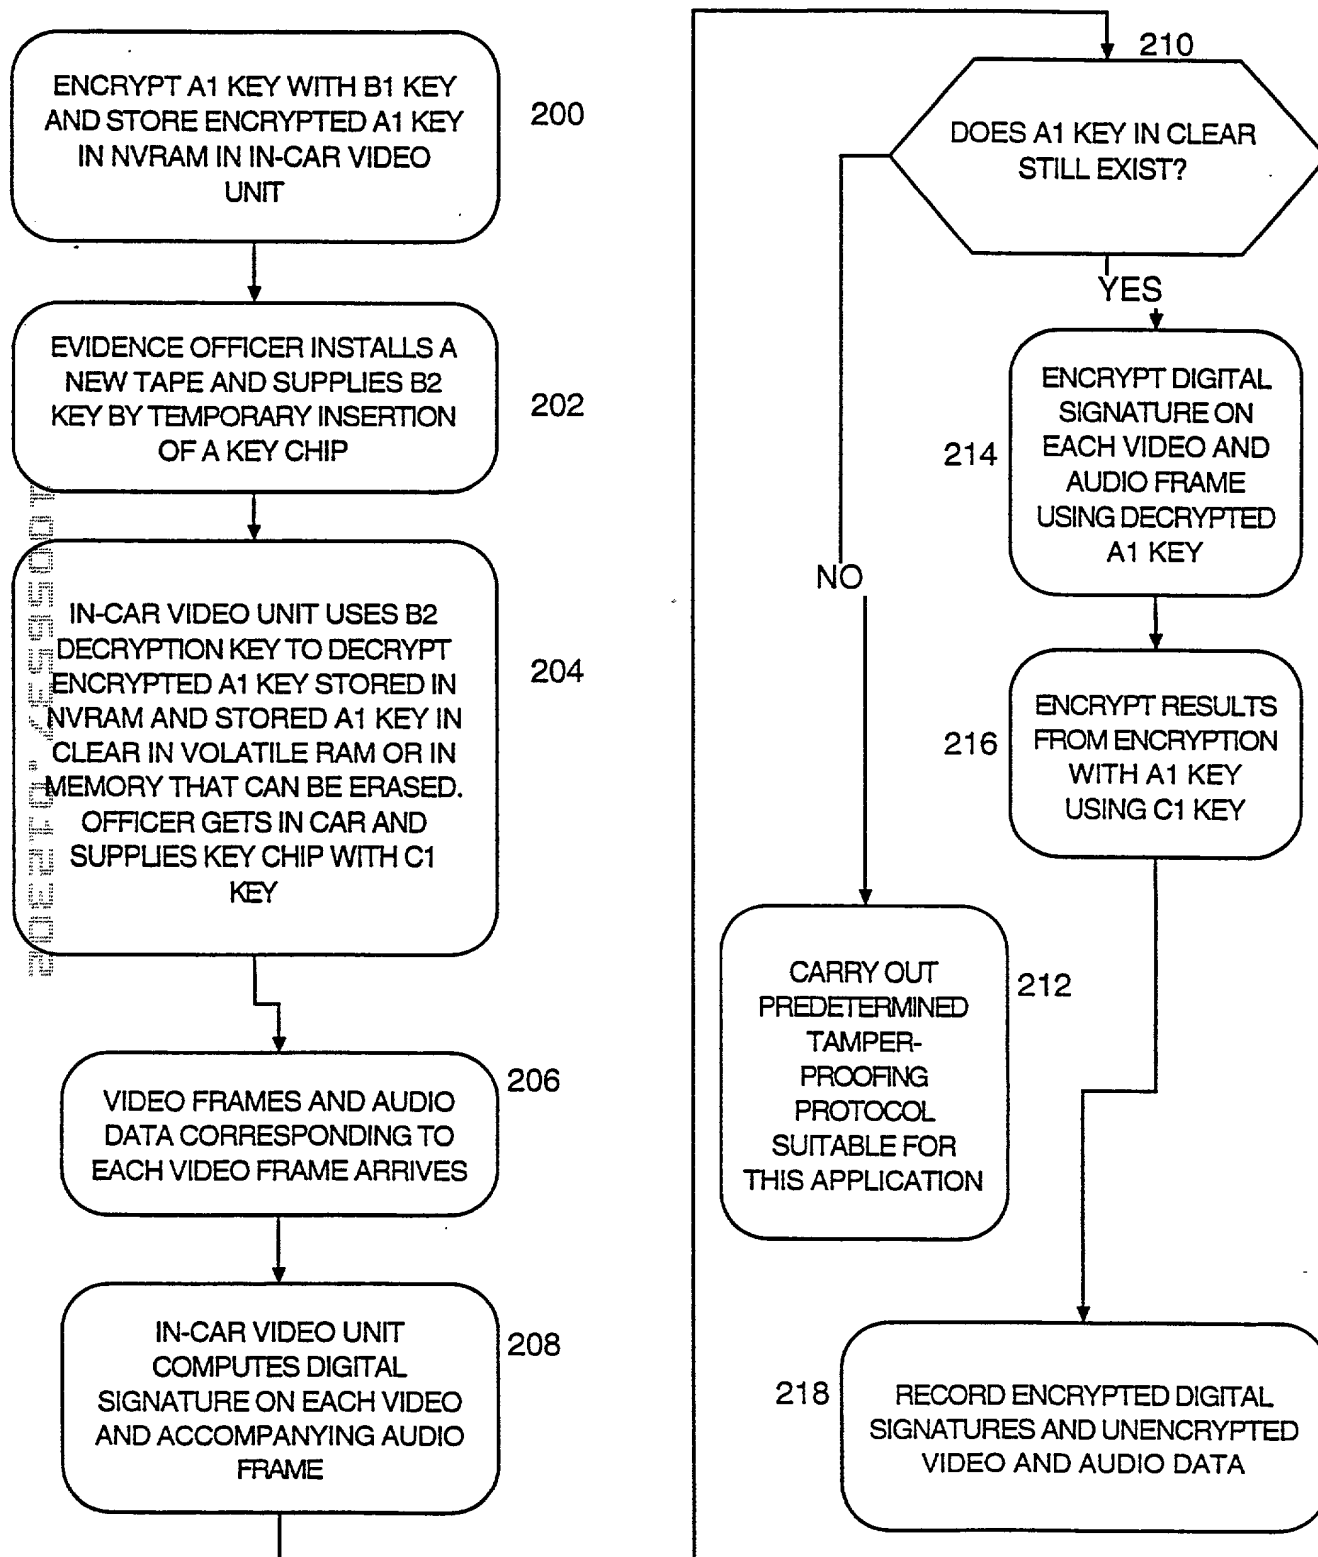 ENCRYPT A1 KEY WITH B1 KEY
AND STORE ENCRYPTED A1 KEY
IN NVRAM IN IN-CAR VIDEO
UNIT
200
EVIDENCE OFFICER INSTALLS A
NEW TAPE AND SUPPLIES B2
KEY BY TEMPORARY INSERTION
OF A KEY CHIP
202
IN-CAR VIDEO UNIT USES B2
DECRYPTION KEY TO DECRYPT
ENCRYPTED A1 KEY STORED IN
NVRAM AND STORED A1 KEY IN
CLEAR IN VOLATILE RAM OR IN
MEMORY THAT CAN BE ERASED.
OFFICER GETS IN CAR AND
SUPPLIES KEY CHIP WITH C1
KEY
204
VIDEO FRAMES AND AUDIO
DATA CORRESPONDING TO
EACH VIDEO FRAME ARRIVES
206
IN-CAR VIDEO UNIT
COMPUTES DIGITAL
SIGNATURE ON EACH VIDEO
AND ACCOMPANYING AUDIO
FRAME
208
210
DOES A1 KEY IN CLEAR
STILL EXIST?
YES
NO
ENCRYPT DIGITAL
SIGNATURE ON
EACH VIDEO AND
AUDIO FRAME
USING DECRYPTED
A1 KEY
214
ENCRYPT RESULTS
FROM ENCRYPTION
WITH A1 KEY
USING C1 KEY
216
CARRY OUT
PREDETERMINED
TAMPER-
PROOFING
PROTOCOL
SUITABLE FOR
THIS APPLICATION
212
218
RECORD ENCRYPTED DIGITAL
SIGNATURES AND UNENCRYPTED
VIDEO AND AUDIO DATA